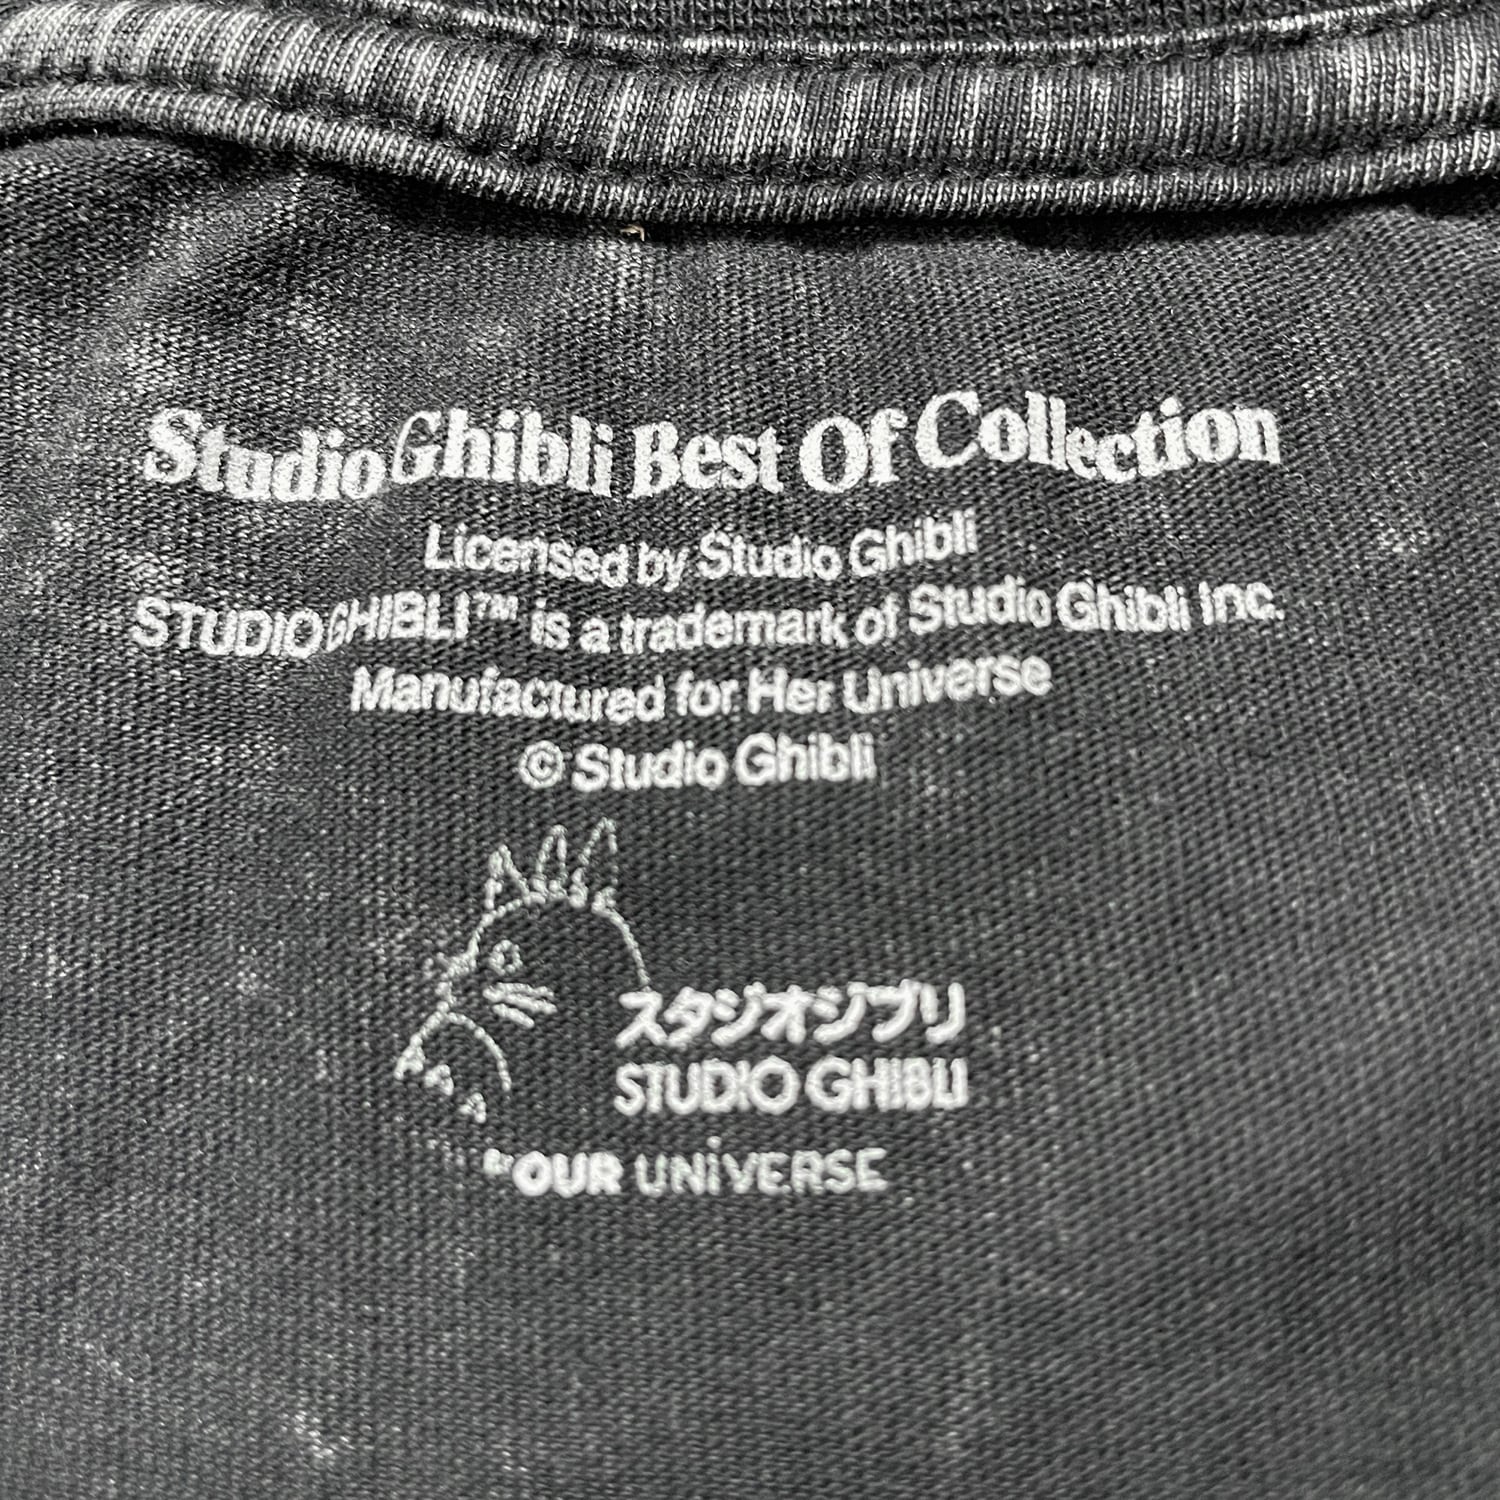 Studio Ghibli Best Of Collection
Licensed by Studio Ghibli
STUDIO GHIBLI™ is a trademark of Studio Ghibli Inc.
Manufactured for Her Universe
© Studio Ghibli
スタジオジブリ
STUDIO GHIBLI
OUR UNiVERSE